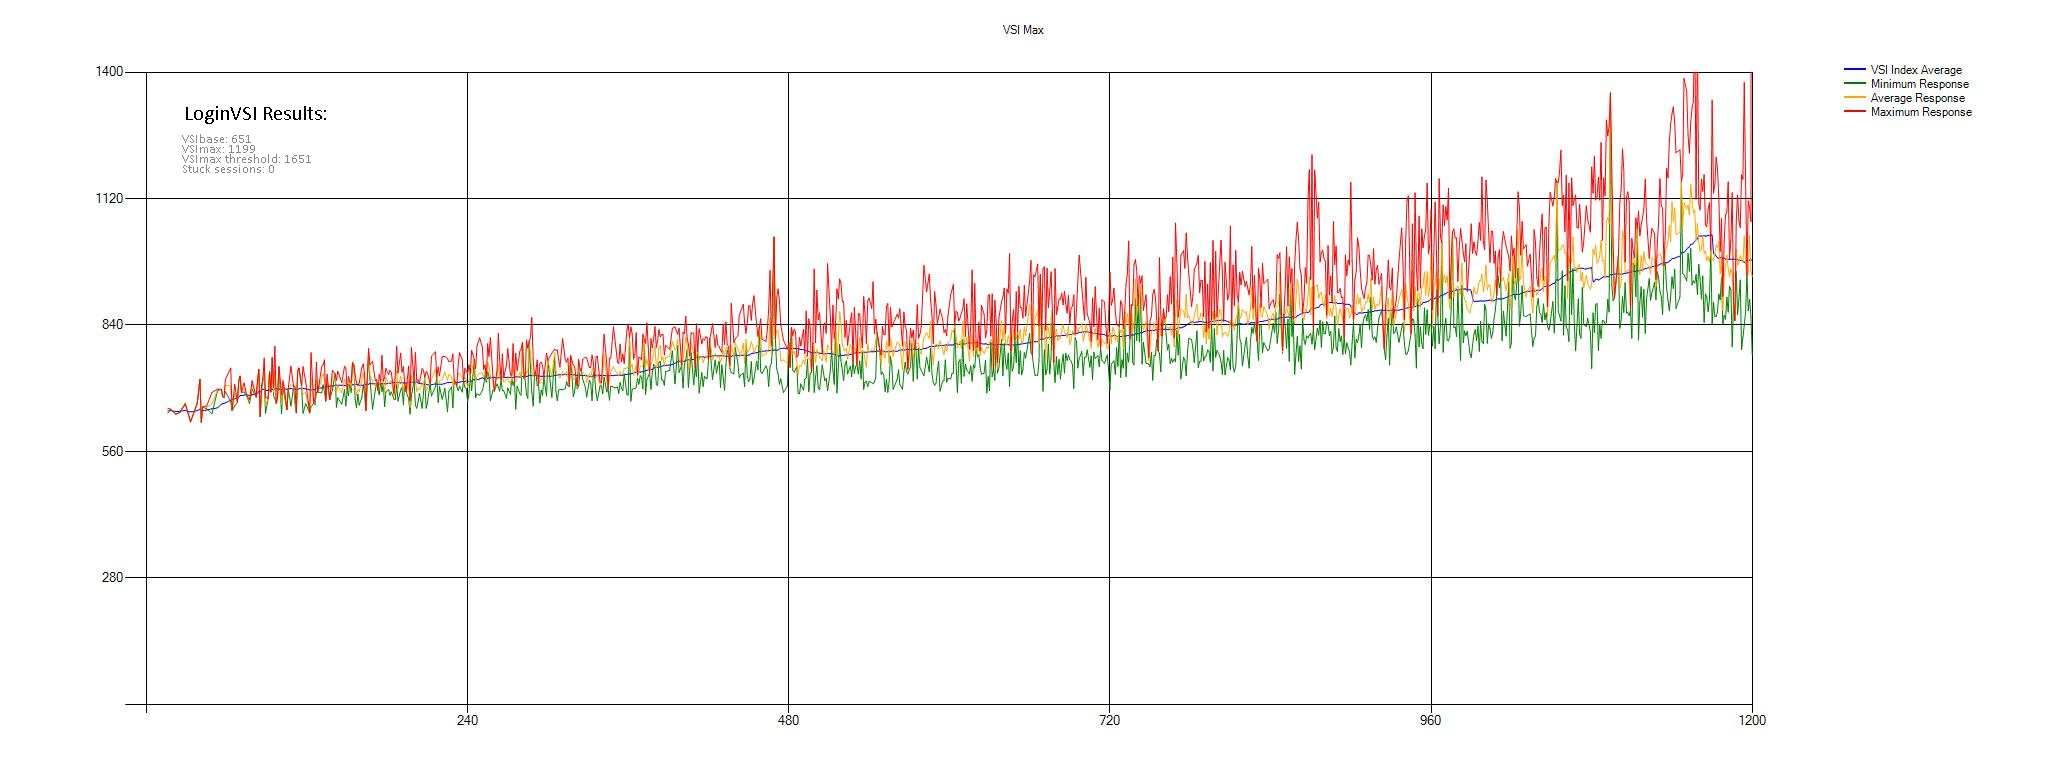 VSI Max
1400
1120
840
560
280
240
480
720
960
1200
LoginVSI Results:
VSIbase: 651
VSImax: 1199
VSImax threshold: 1651
Stuck sessions: 0
VSI Index Average
Minimum Response
Average Response
Maximum Response